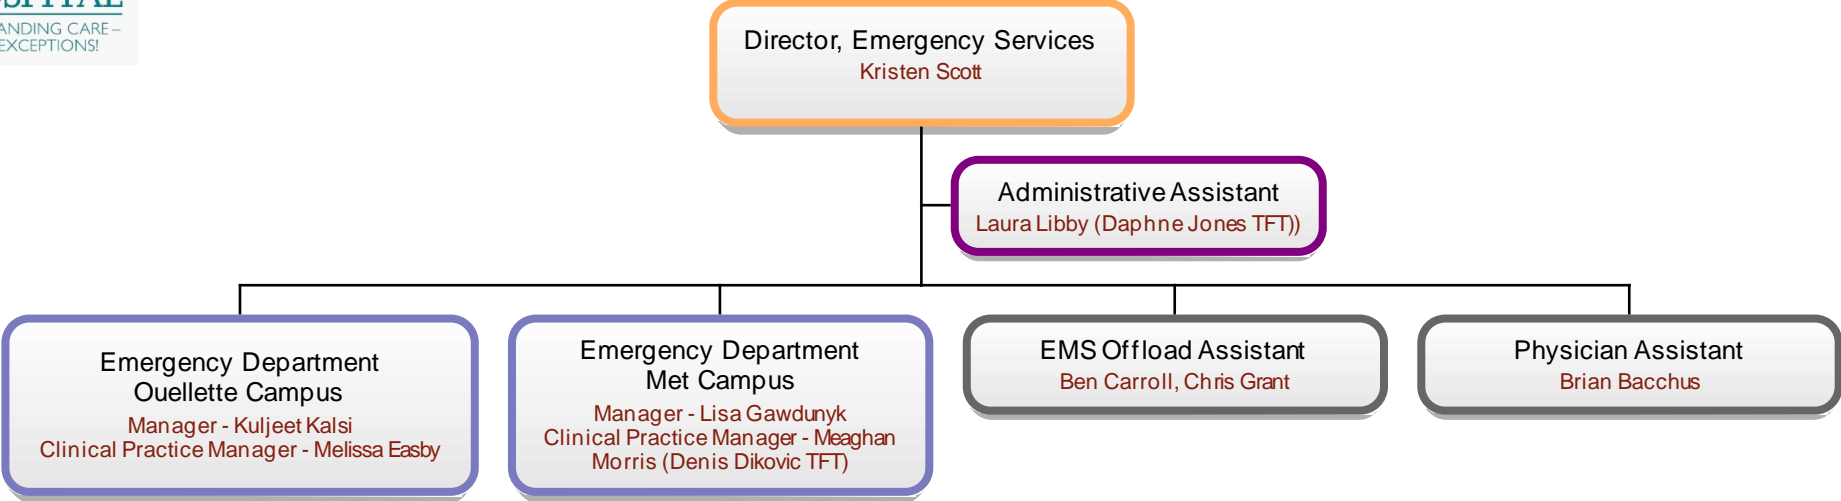 ANDING CARE –
EXCEPTIONS!
Director, Emergency Services
Kristen Scott
Administrative Assistant
Laura Libby (Daphne Jones TFT))
Emergency Department
Ouellette Campus
Manager - Kuljeet Kalsi
Clinical Practice Manager - Melissa Easby
Emergency Department
Met Campus
Manager - Lisa Gawdunyk
Clinical Practice Manager - Meaghan
Morris (Denis Dikovic TFT)
EMS Offload Assistant
Ben Carroll, Chris Grant
Physician Assistant
Brian Bacchus